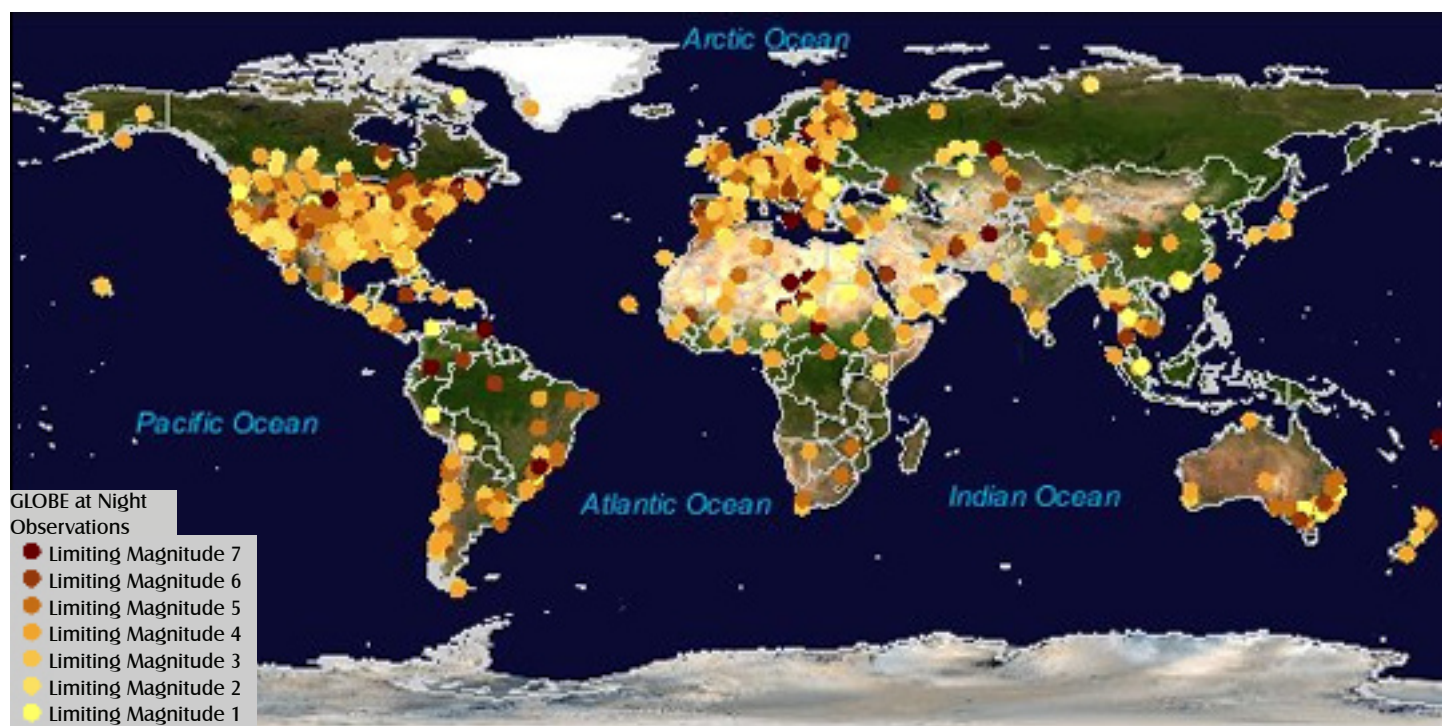 Arctic Ocean
Pacific Ocean
Atlantic Ocean
Indian Ocean
GLOBE at Night
Observations
Limiting Magnitude 7
Limiting Magnitude 6
Limiting Magnitude 5
Limiting Magnitude 4
Limiting Magnitude 3
Limiting Magnitude 2
Limiting Magnitude 1